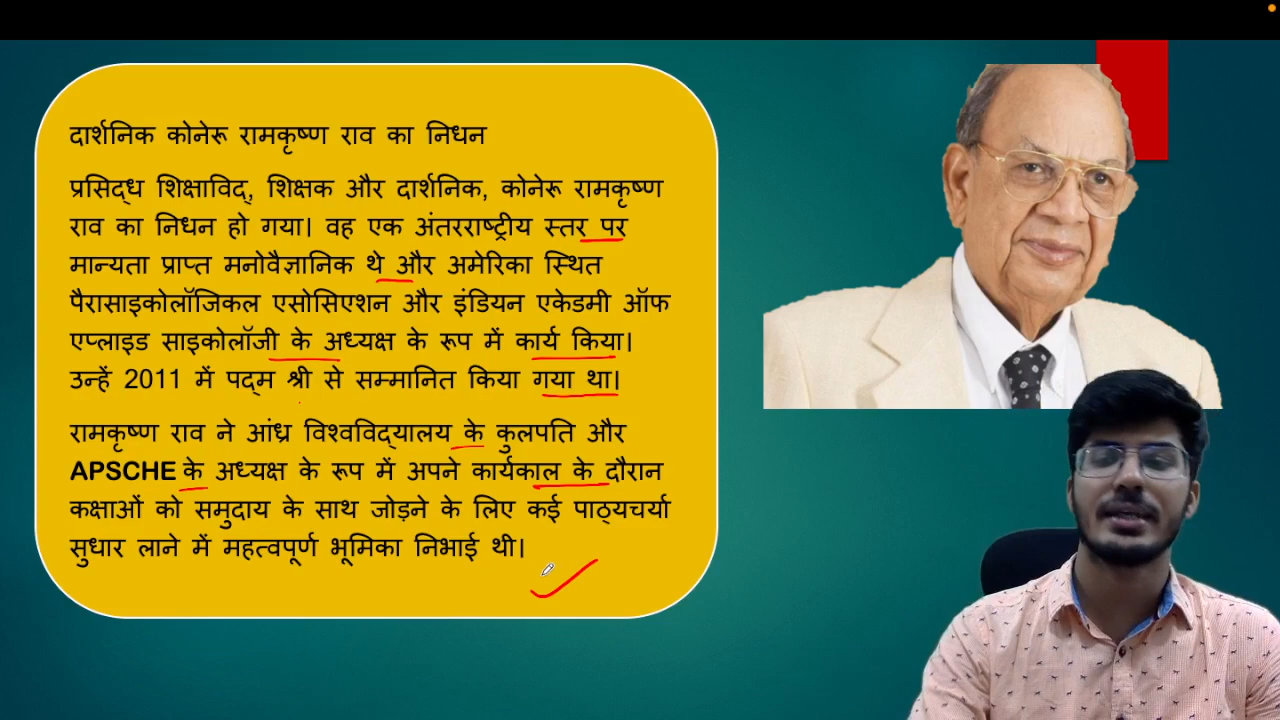 दार्शनिक कोनेरू रामकृष्ण राव का निधन
प्रसिद्ध शिक्षाविद्, शिक्षक और दार्शनिक, कोनेरू रामकृष्ण
राव का निधन हो गया। वह एक अंतरराष्ट्रीय स्तर पर
मान्यता प्राप्त मनोवैज्ञानिक थे और अमेरिका स्थित
पैरासाइकोलॉजिकल एसोसिएशन और इंडियन एकेडमी ऑफ
एप्लाइड साइकोलॉजी के अध्यक्ष के रूप में कार्य किया।
उन्हें 2011 में पद्म श्री से सम्मानित किया गया था।
रामकृष्ण राव ने आंध्र विश्वविद्यालय के कुलपति और
APSCHE के अध्यक्ष के रूप में अपने कार्यकाल के दौरान
कक्षाओं को समुदाय के साथ जोड़ने के लिए कई पाठ्यचर्या
सुधार लाने में महत्वपूर्ण भूमिका निभाई थी।